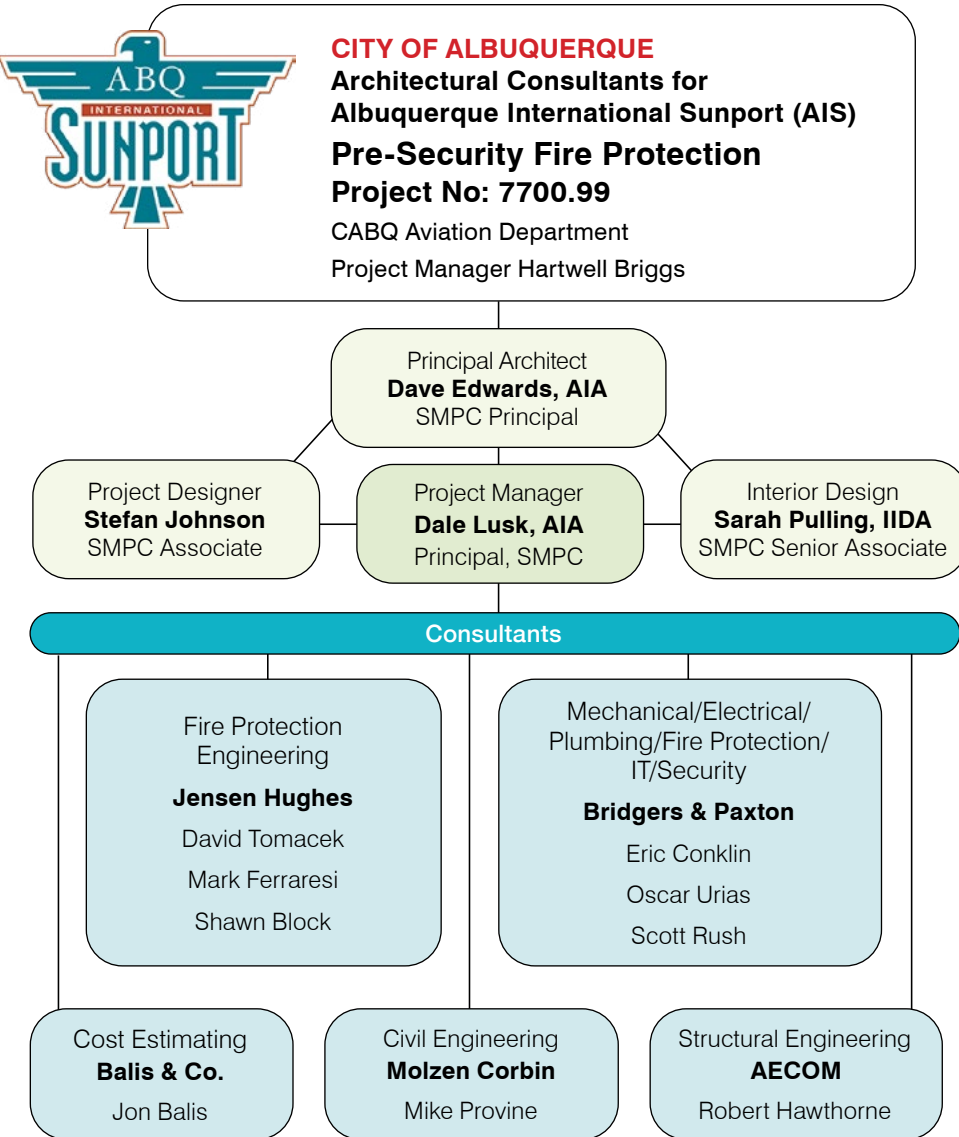 ABQ
INTERNATIONAL
SUNPORT
CITY OF ALBUQUERQUE
Architectural Consultants for
Albuquerque International Sunport (AIS)
Pre-Security Fire Protection
Project No: 7700.99
CABQ Aviation Department
Project Manager Hartwell Briggs
Principal Architect
Dave Edwards, AIA
SMPC Principal
Project Designer
Stefan Johnson
SMPC Associate
Project Manager
Dale Lusk, AIA
Principal, SMPC
Interior Design
Sarah Pulling, IIDA
SMPC Senior Associate
Consultants
Fire Protection
Engineering
Jensen Hughes
David Tomacek
Mark Ferraresi
Shawn Block
Mechanical/Electrical/
Plumbing/Fire Protection/
IT/Security
Bridgers & Paxton
Eric Conklin
Oscar Urias
Scott Rush
Cost Estimating
Balis & Co.
Jon Balis
Civil Engineering
Molzen Corbin
Mike Provine
Structural Engineering
AECOM
Robert Hawthorne